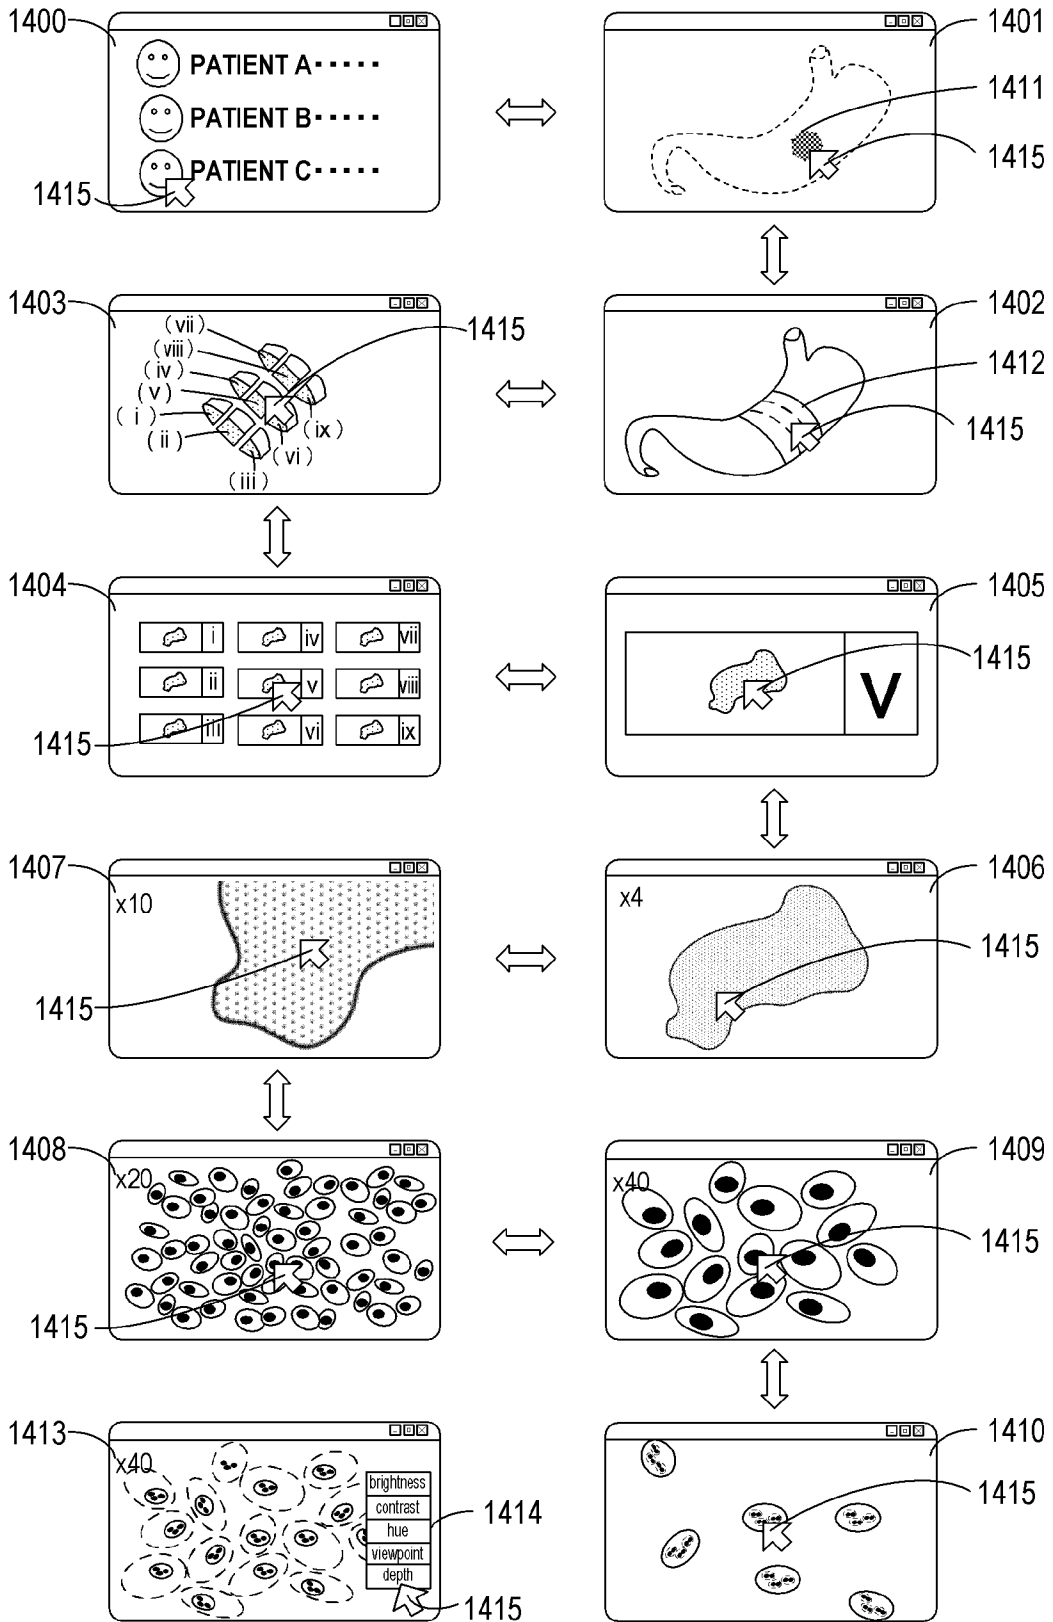 1400
PATIENT A·····
PATIENT B·····
PATIENT C·····
1415
1401
1411
1415
1403
(vii)
(viii)
(iv)
(v)
(i)
(ii)
(iii)
(vi)
(ix)
1415
1402
1412
1415
1404
i iv vii
ii v viii
iii vi ix
1415
1405
1415
V
1407
x10
1415
1406
x4
1415
1408
x20
1415
1409
x40
1415
1413
x40
brightness
contrast
hue
viewpoint
depth
1414
1415
1410
1415